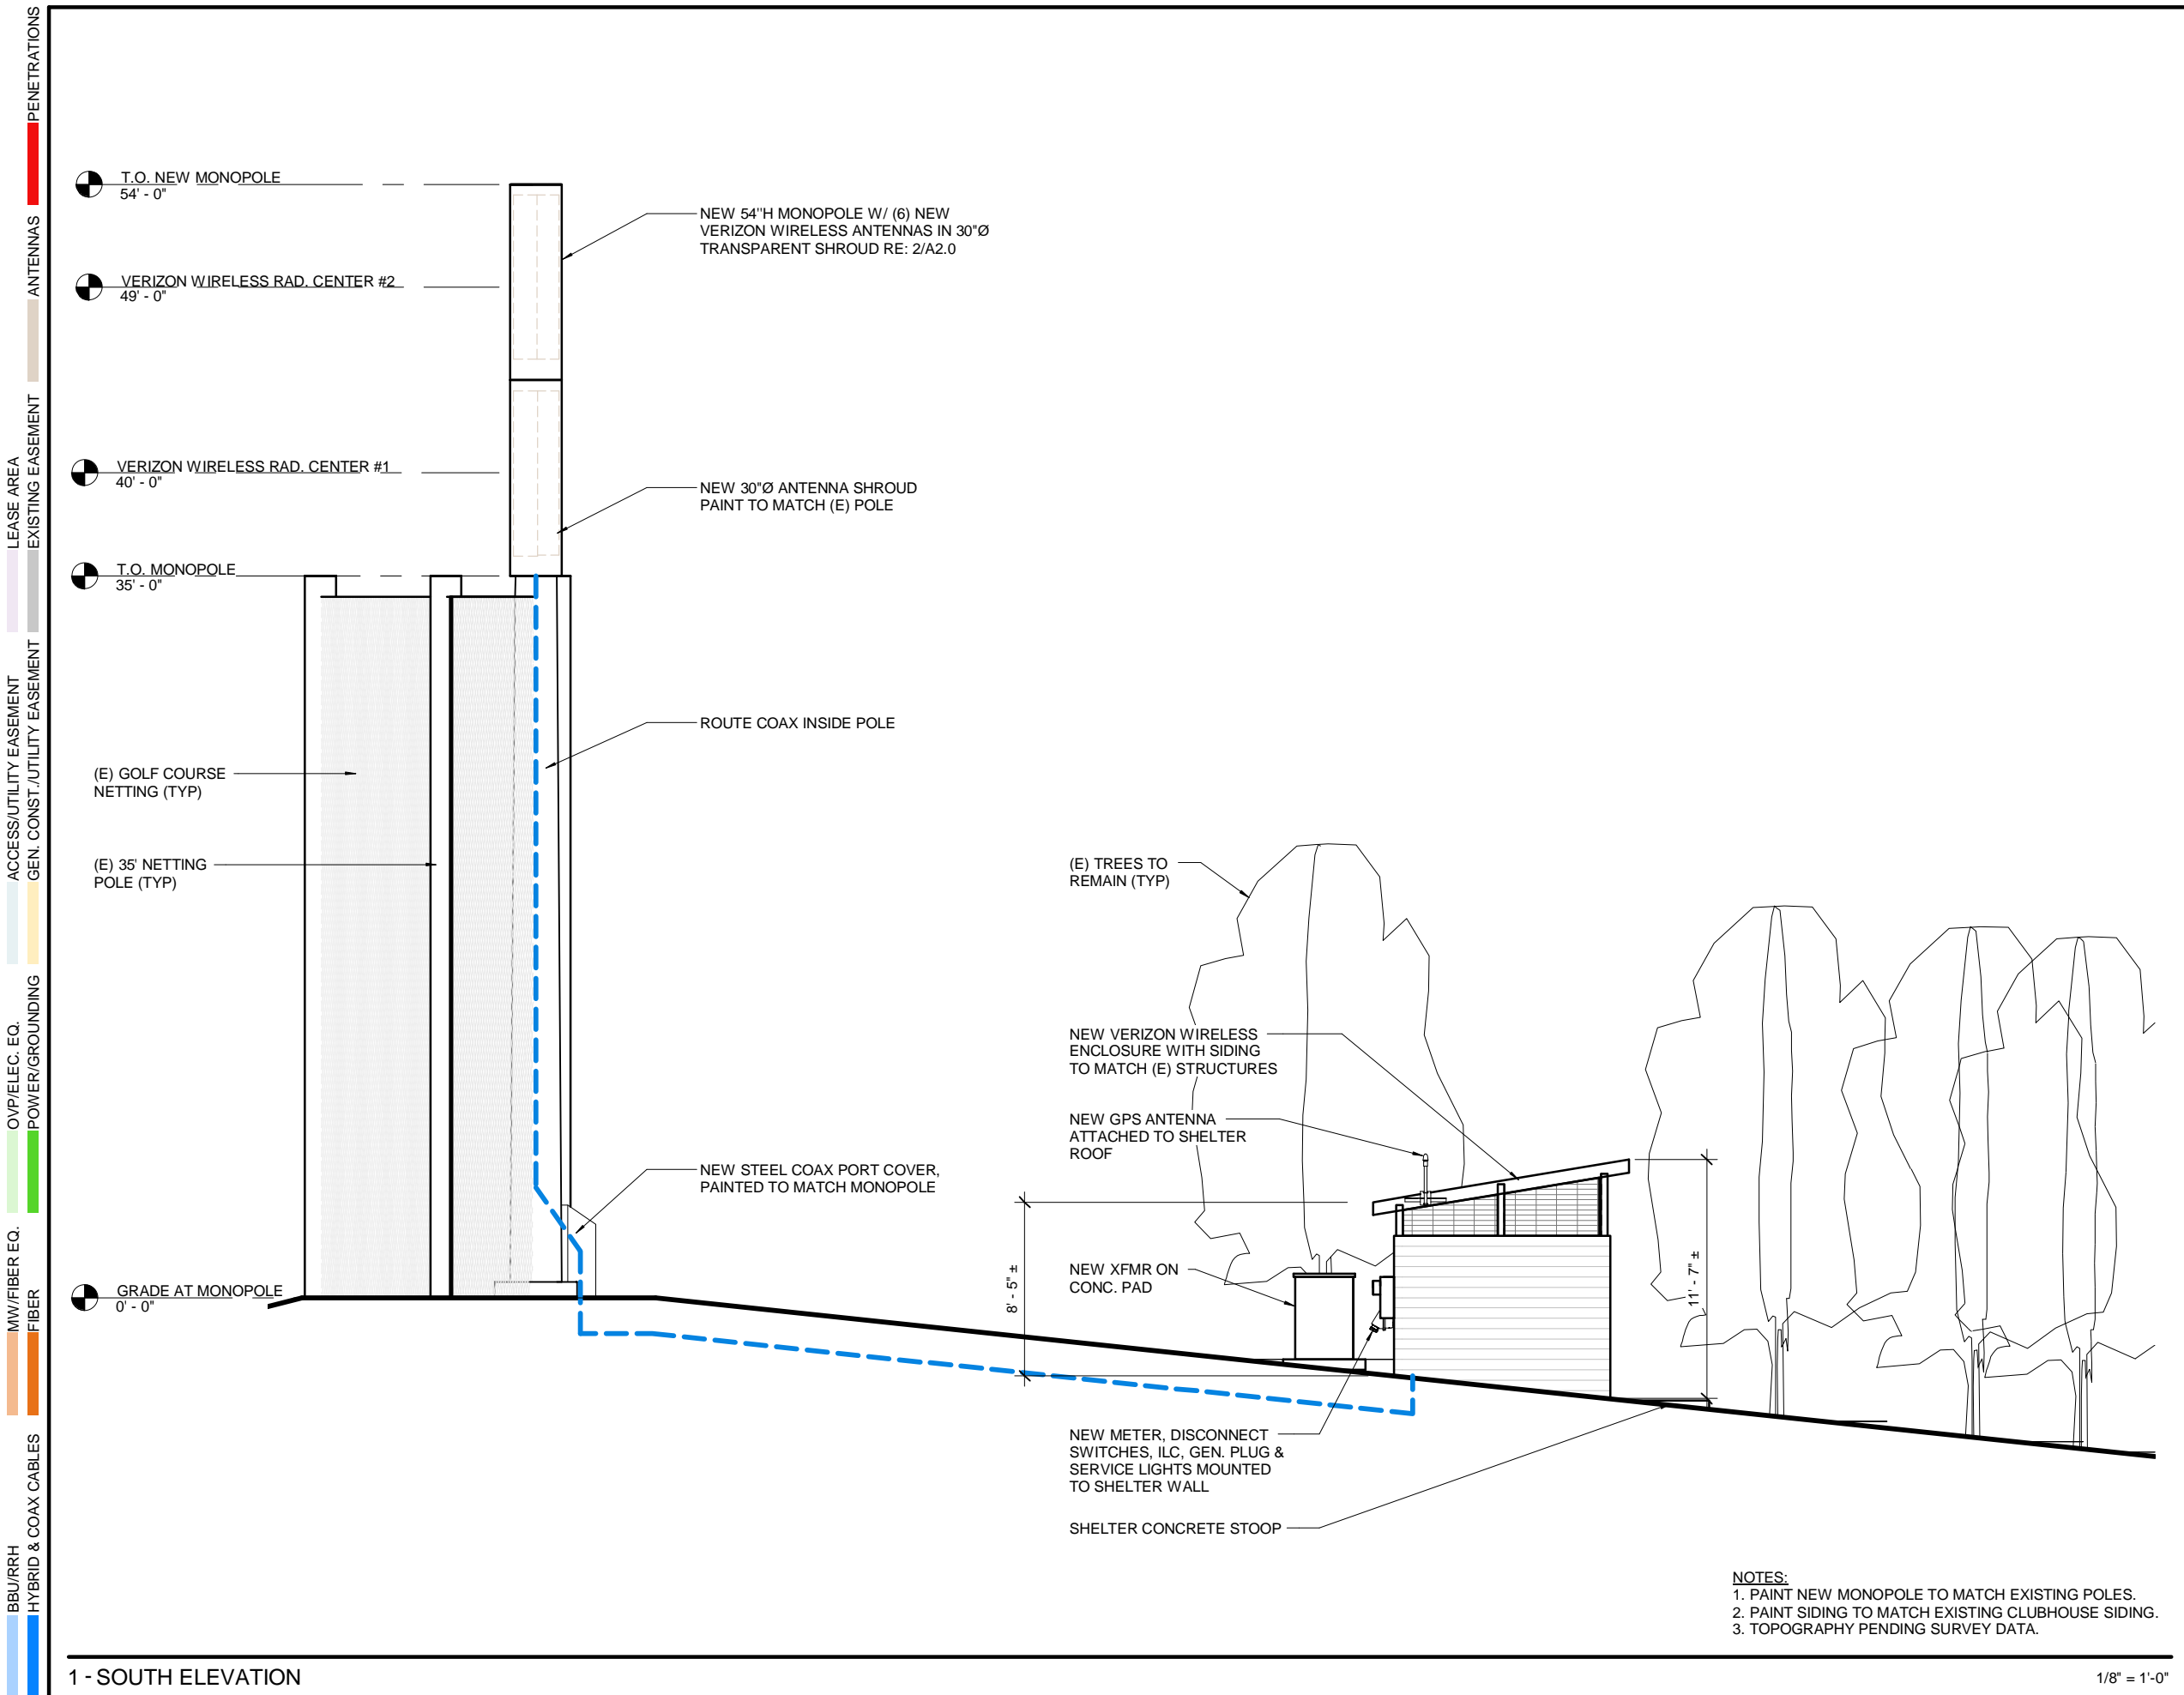 PENETRATIONS
ANTENNAS
LEASE AREA
EXISTING EASEMENT
ACCESS/UTILITY EASEMENT
GEN. CONST./UTILITY EASEMENT
OVP/ELEC. EQ.
POWER/GROUNDING
MW/FIBER EQ.
FIBER
BBU/RRH
HYBRID & COAX CABLES
T.O. NEW MONOPOLE
54' - 0"
VERIZON WIRELESS RAD. CENTER #2
49' - 0"
VERIZON WIRELESS RAD. CENTER #1
40' - 0"
T.O. MONOPOLE
35' - 0"
(E) GOLF COURSE
NETTING (TYP)
(E) 35' NETTING
POLE (TYP)
GRADE AT MONOPOLE
0' - 0"
NEW 54"H MONOPOLE W/ (6) NEW
VERIZON WIRELESS ANTENNAS IN 30"Ø
TRANSPARENT SHROUD RE: 2/A2.0
NEW 30"Ø ANTENNA SHROUD
PAINT TO MATCH (E) POLE
ROUTE COAX INSIDE POLE
NEW STEEL COAX PORT COVER,
PAINTED TO MATCH MONOPOLE
(E) TREES TO
REMAIN (TYP)
NEW VERIZON WIRELESS
ENCLOSURE WITH SIDING
TO MATCH (E) STRUCTURES
NEW GPS ANTENNA
ATTACHED TO SHELTER
ROOF
8' - 5" ±
NEW XFMR ON
CONC. PAD
11' - 7" ±
NEW METER, DISCONNECT
SWITCHES, ILC, GEN. PLUG &
SERVICE LIGHTS MOUNTED
TO SHELTER WALL
SHELTER CONCRETE STOOP
NOTES:
1. PAINT NEW MONOPOLE TO MATCH EXISTING POLES.
2. PAINT SIDING TO MATCH EXISTING CLUBHOUSE SIDING.
3. TOPOGRAPHY PENDING SURVEY DATA.
1 - SOUTH ELEVATION
1/8" = 1'-0"